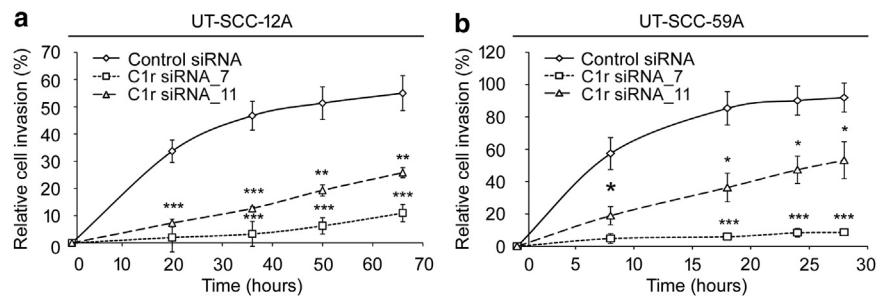 a
UT-SCC-12A
Relative cell invasion (%)
70
60
50
40
30
20
10
0
Control siRNA
C1r siRNA_7
C1r siRNA_11
**
**
***
***
***
***
***
0 10 20 30 40 50 60 70
Time (hours)
b
UT-SCC-59A
Relative cell invasion (%)
120
100
80
60
40
20
0
Control siRNA
C1r siRNA_7
C1r siRNA_11
*
*
*
*
***
***
***
0 5 10 15 20 25 30
Time (hours)